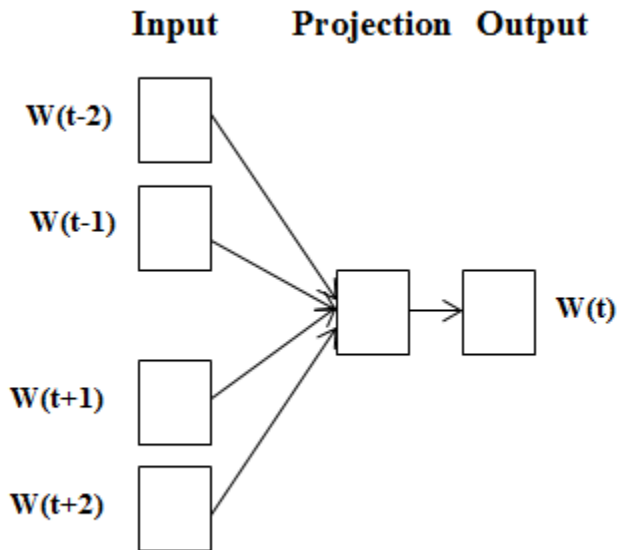 Input Projection Output
W(t-2)
W(t-1)
W(t)
W(t+1)
W(t+2)